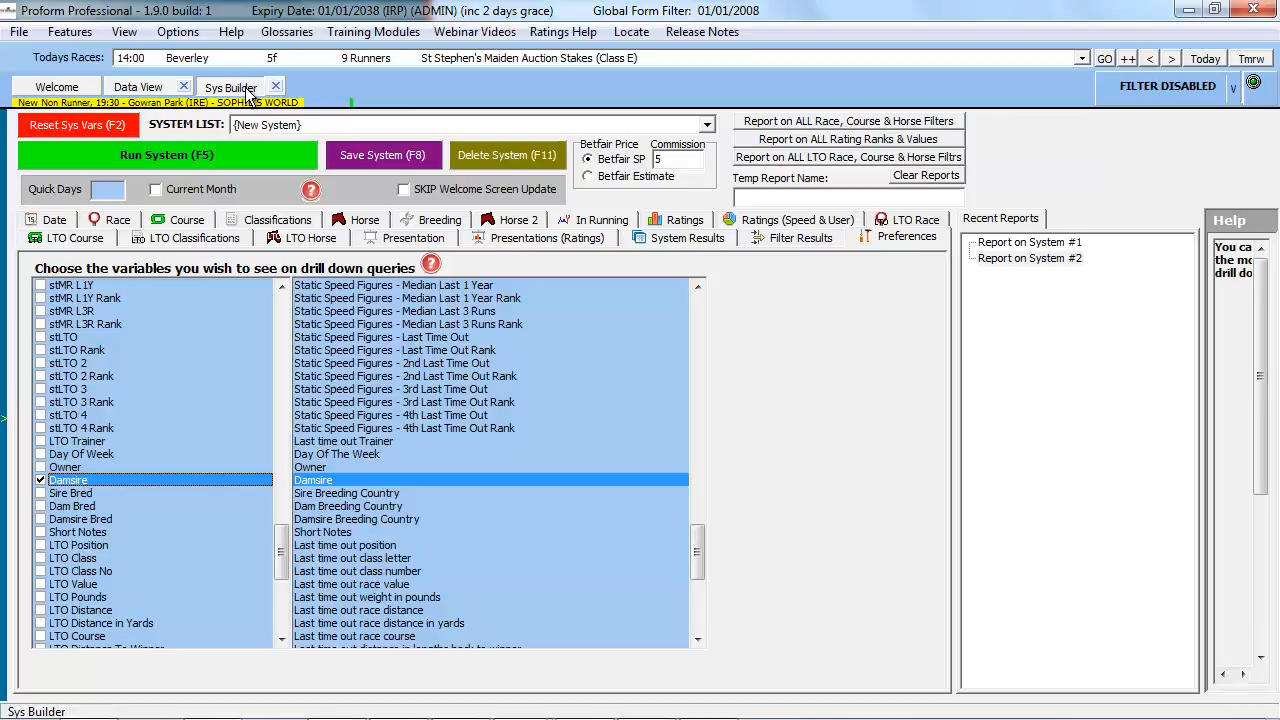 Proform Professional - 1.9.0 build: 1 Expiry Date: 01/01/2038 (IRP) (ADMIN) (inc 2 days grace) Global Form Filter: 01/01/2008
File Features View Options Help Glossaries Training Modules Webinar Videos Ratings Help Locate Release Notes
Todays Races: 14:00 Beverley 5f 9 Runners St Stephen's Maiden Auction Stakes (Class E) GO ++ < > Today Tmrw
Welcome Data View Sys Builder FILTER DISABLED V
New Non Runner, 19:30 - Gowran Park (IRE) - WORLD
Reset Sys Vars (F2) SYSTEM LIST: {New System}
Run System (F5) Save System (F8) Delete System (F11)
Quick Days Current Month ? SKIP Welcome Screen Update
Betfair Price Commission
Betfair SP 5
Betfair Estimate
Report on ALL Race, Course & Horse Filters
Report on ALL Rating Ranks & Values
Report on ALL LTO Race, Course & Horse Filtrs
Temp Report Name: Clear Reports
Date Race Course Classifications Horse Breeding Horse 2 In Running Ratings Ratings (Speed & User) LTO Race
LTO Course LTO Classifications LTO Horse Presentation Presentations (Ratings) System Results Filter Results Preferences
Choose the variables you wish to see on drill down queries ?
stMR L1Y Static Speed Figures - Median Last 1 Year
stMR L1Y Rank Static Speed Figures - Median Last 1 Year Rank
stMR L3R Static Speed Figures - Median Last 3 Runs
stMR L3R Rank Static Speed Figures - Median Last 3 Runs Rank
stLTO Static Speed Figures - Last Time Out
stLTO Rank Static Speed Figures - Last Time Out Rank
stLTO 2 Static Speed Figures - 2nd Last Time Out
stLTO 2 Rank Static Speed Figures - 2nd Last Time Out Rank
stLTO 3 Static Speed Figures - 3rd Last Time Out
stLTO 3 Rank Static Speed Figures - 3rd Last Time Out Rank
stLTO 4 Static Speed Figures - 4th Last Time Out
stLTO 4 Rank Static Speed Figures - 4th Last Time Out Rank
LTO Trainer Last time out Trainer
Day Of Week Day Of The Week
Owner Owner
Damsire Damsire
Sire Bred Sire Breeding Country
Dam Bred Dam Breeding Country
Damsire Bred Damsire Breeding Country
Short Notes Short Notes
LTO Position Last time out position
LTO Class Last time out class letter
LTO Class No Last time out class number
LTO Value Last time out race value
LTO Pounds Last time out weight in pounds
LTO Distance Last time out race distance
LTO Distance in Yards Last time out race distance in yards
LTO Course Last time out race course
Recent Reports
Report on System #1
Report on System #2
Help
You ca
the mo
drill do
Sys Builder